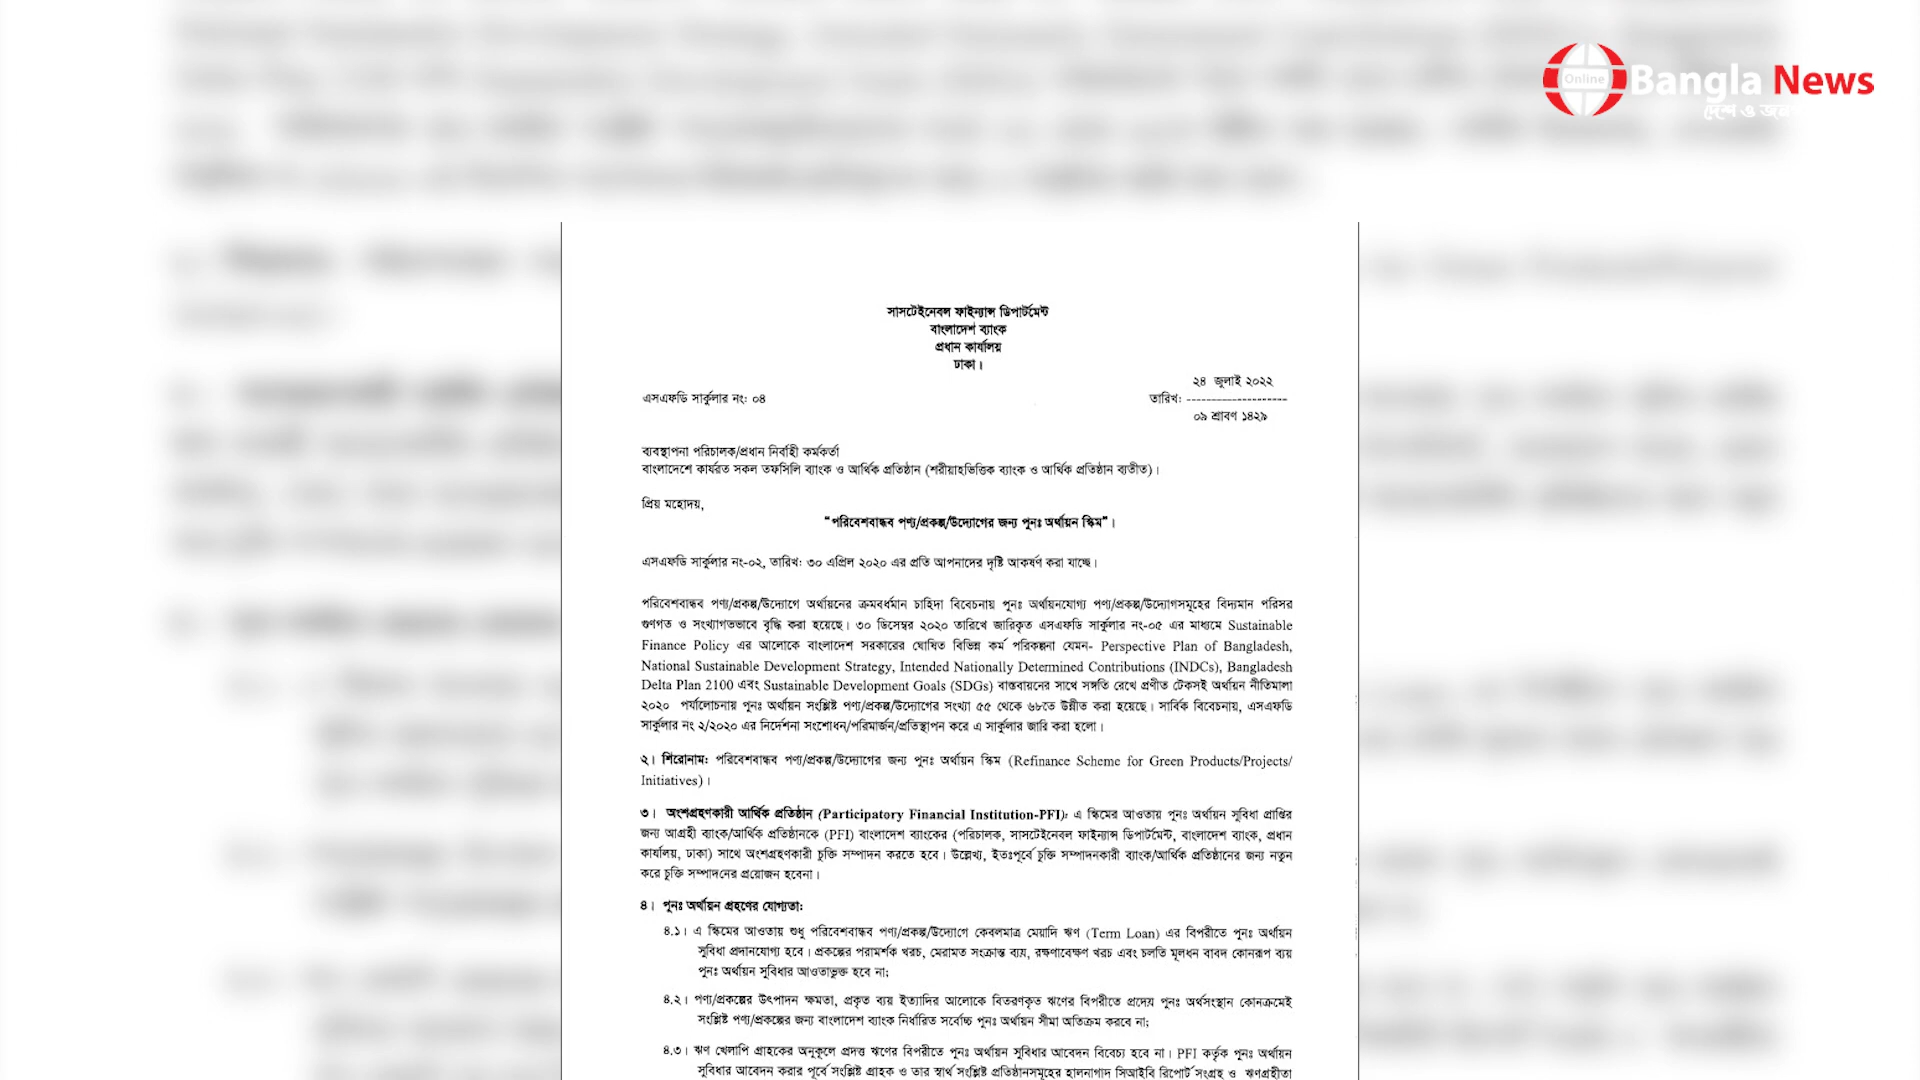 Online Bangla News
দেশ ও জন
সাসটেইনেবল ফাইন্যান্স ডিপার্টমেন্ট
বাংলাদেশ ব্যাংক
প্রধান কার্যালয়
ঢাকা।
২৪ জুলাই ২০২২
এসএফডি সার্কুলার নং: ০৪ তারিখ: --------------------
০৯ শ্রাবণ ১৪২৯
ব্যবস্থাপনা পরিচালক/প্রধান নির্বাহী কর্মকর্তা
বাংলাদেশে কার্যরত সকল তফসিলি ব্যাংক ও আর্থিক প্রতিষ্ঠান (শরীয়াহভিত্তিক ব্যাংক ও আর্থিক প্রতিষ্ঠান ব্যতীত)।
প্রিয় মহোদয়,
“পরিবেশবান্ধব পণ্য/প্রকল্প/উদ্যোগের জন্য পুনঃ অর্থায়ন স্কিম”।
এসএফডি সার্কুলার নং-০২, তারিখ: ৩০ এপ্রিল ২০২০ এর প্রতি আপনাদের দৃষ্টি আকর্ষণ করা যাচ্ছে।
পরিবেশবান্ধব পণ্য/প্রকল্প/উদ্যোগে অর্থায়নের ক্রমবর্ধমান চাহিদা বিবেচনায় পুনঃ অর্থায়নযোগ্য পণ্য/প্রকল্প/উদ্যোগসমূহের বিদ্যমান পরিসর
গুণগত ও সংখ্যাগতভাবে বৃদ্ধি করা হয়েছে। ৩০ ডিসেম্বর ২০২০ তারিখে জারিকৃত এসএফডি সার্কুলার নং-০৫ এর মাধ্যমে Sustainable
Finance Policy এর আলোকে বাংলাদেশ সরকারের ঘোষিত বিভিন্ন কর্ম পরিকল্পনা যেমন- Perspective Plan of Bangladesh,
National Sustainable Development Strategy, Intended Nationally Determined Contributions (INDCs), Bangladesh
Delta Plan 2100 এবং Sustainable Development Goals (SDGs) বাস্তবায়নের সাথে সঙ্গতি রেখে প্রণীত টেকসই অর্থায়ন নীতিমালা
২০২০ পর্যালোচনায় পুনঃ অর্থায়ন সংশ্লিষ্ট পণ্য/প্রকল্প/উদ্যোগের সংখ্যা ৫৫ থেকে ৬৮তে উন্নীত করা হয়েছে। সার্বিক বিবেচনায়, এসএফডি
সার্কুলার নং ২/২০২০ এর নির্দেশনা সংশোধন/পরিমার্জন/প্রতিস্থাপন করে এ সার্কুলার জারি করা হলো।
২। শিরোনাম: পরিবেশবান্ধব পণ্য/প্রকল্প/উদ্যোগের জন্য পুনঃ অর্থায়ন স্কিম (Refinance Scheme for Green Products/Projects/
Initiatives)।
৩। অংশগ্রহণকারী আর্থিক প্রতিষ্ঠান (Participatory Financial Institution-PFI): এ স্কিমের আওতায় পুনঃ অর্থায়ন সুবিধা প্রাপ্তির
জন্য আগ্রহী ব্যাংক/আর্থিক প্রতিষ্ঠানকে (PFI) বাংলাদেশ ব্যাংকের (পরিচালক, সাসটেইনেবল ফাইন্যান্স ডিপার্টমেন্ট, বাংলাদেশ ব্যাংক, প্রধান
কার্যালয়, ঢাকা) সাথে অংশগ্রহণকারী চুক্তি সম্পাদন করতে হবে। উল্লেখ্য, ইতঃপূর্বে চুক্তি সম্পাদনকারী ব্যাংক/আর্থিক প্রতিষ্ঠানের জন্য নতুন
করে চুক্তি সম্পাদনের প্রয়োজন হবেনা।
৪। পুনঃ অর্থায়ন গ্রহণের যোগ্যতা:
৪.১। এ স্কিমের আওতায় শুধু পরিবেশবান্ধব পণ্য/প্রকল্প/উদ্যোগে কেবলমাত্র মেয়াদি ঋণ (Term Loan) এর বিপরীতে পুনঃ অর্থায়ন
সুবিধা প্রদানযোগ্য হবে। প্রকল্পের পরামর্শক খরচ, মেরামত সংক্রান্ত ব্যয়, রক্ষণাবেক্ষণ খরচ এবং চলতি মূলধন বাবদ কোনরূপ ব্যয়
পুনঃ অর্থায়ন সুবিধার আওতাভুক্ত হবে না;
৪.২। পণ্য/প্রকল্পের উৎপাদন ক্ষমতা, প্রকৃত ব্যয় ইত্যাদির আলোকে বিতরণকৃত ঋণের বিপরীতে প্রদেয় পুনঃ অর্থসংস্থান কোনক্রমেই
সংশ্লিষ্ট পণ্য/প্রকল্পের জন্য বাংলাদেশ ব্যাংক নির্ধারিত সর্বোচ্চ পুনঃ অর্থায়ন সীমা অতিক্রম করবে না;
৪.৩। ঋণ খেলাপি গ্রাহকের অনুকূলে প্রদত্ত ঋণের বিপরীতে পুনঃ অর্থায়ন সুবিধার আবেদন বিবেচ্য হবে না। PFI কর্তৃক পুনঃ অর্থায়ন
সুবিধার আবেদন করার পূর্বে সংশ্লিষ্ট গ্রাহক ও তার স্বার্থ সংশ্লিষ্ট প্রতিষ্ঠানসমূহের হালনাগাদ সিআইবি রিপোর্ট সংগ্রহ ও ঋণগ্রহীতা